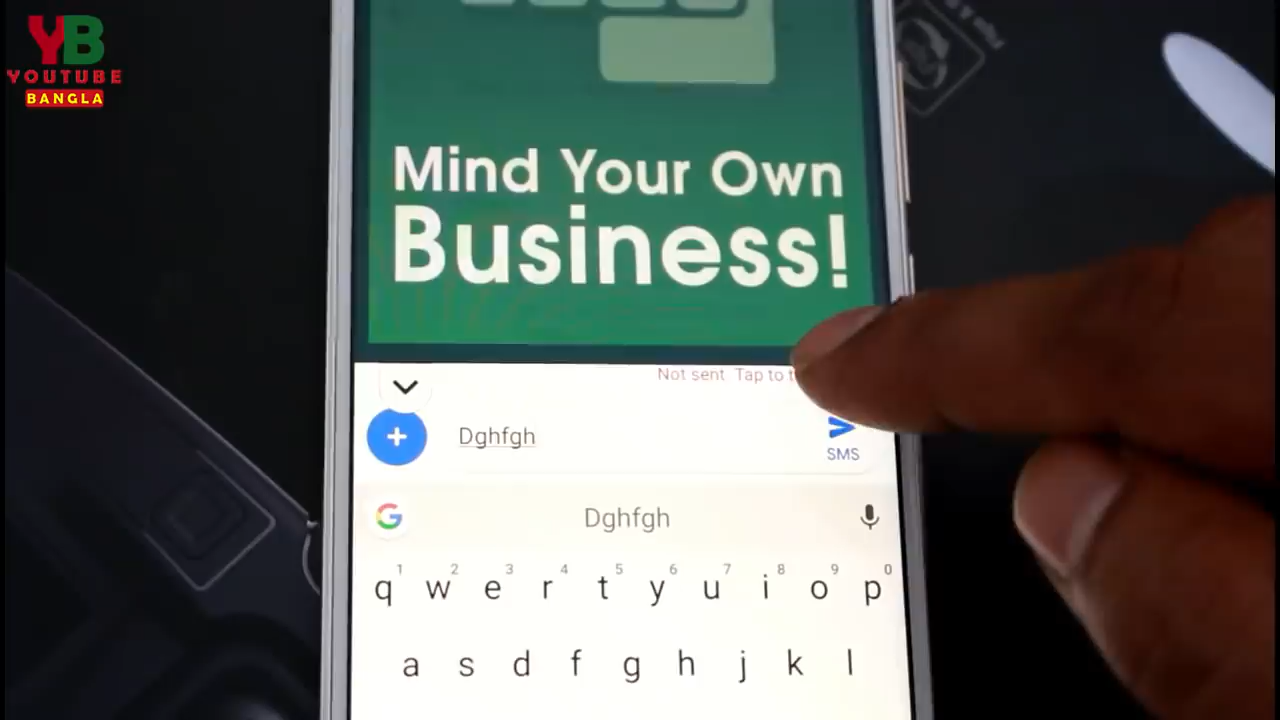 YB
YOUTUBE
BANGLA
Mind Your Own
Business!
Not sent Tap to t
Dghfgh
SMS
G
Dghfgh
1 2 3 4 5 6 7 8 9 0
q w e r t y u i o p
a s d f g h j k l